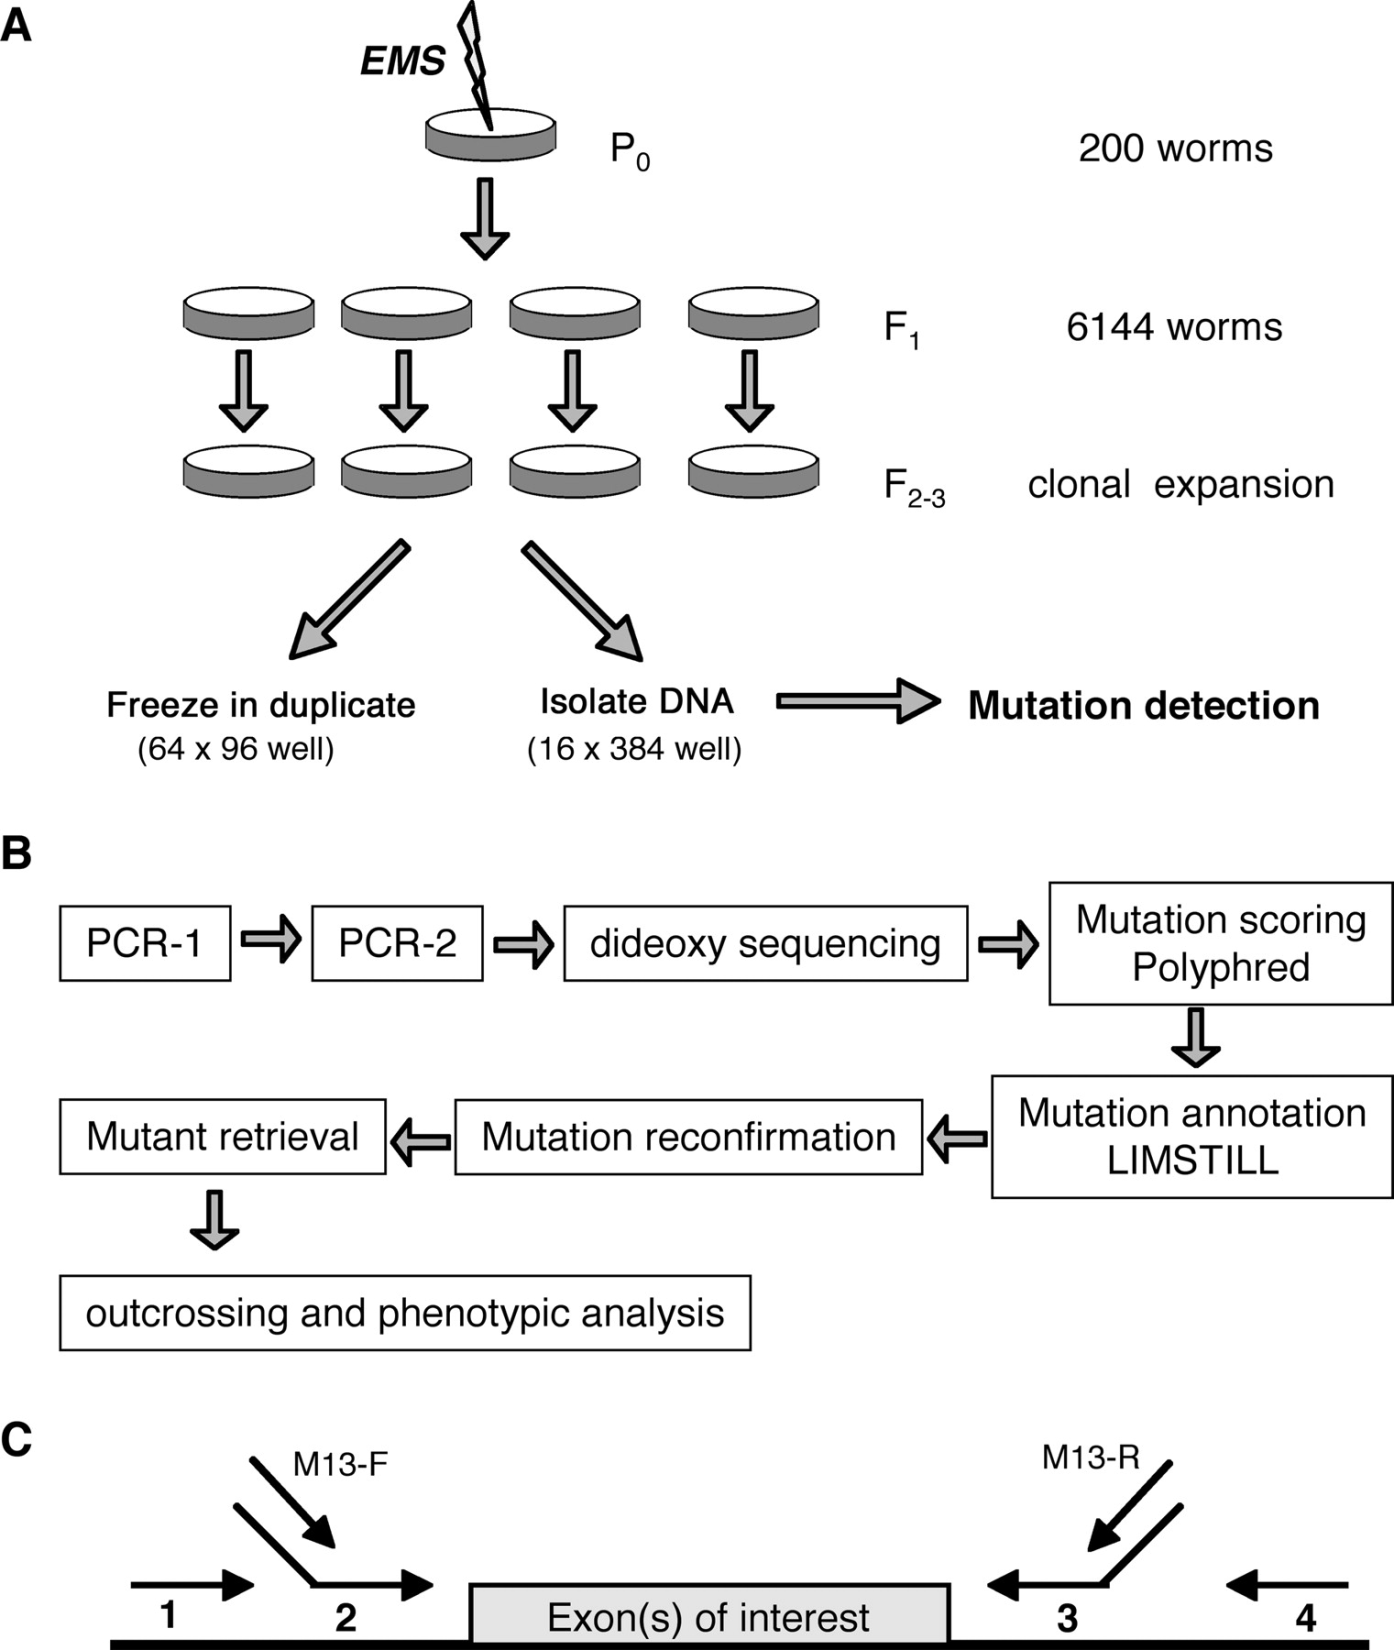 A
EMS
P0
200 worms
F1
6144 worms
F2-3
clonal expansion
Freeze in duplicate
(64 x 96 well)
Isolate DNA
(16 x 384 well)
Mutation detection
B
PCR-1
PCR-2
dideoxy sequencing
Mutation scoring
Polyphred
Mutant retrieval
Mutation reconfirmation
Mutation annotation
LIMSTILL
outcrossing and phenotypic analysis
C
M13-F
M13-R
1
2
Exon(s) of interest
3
4